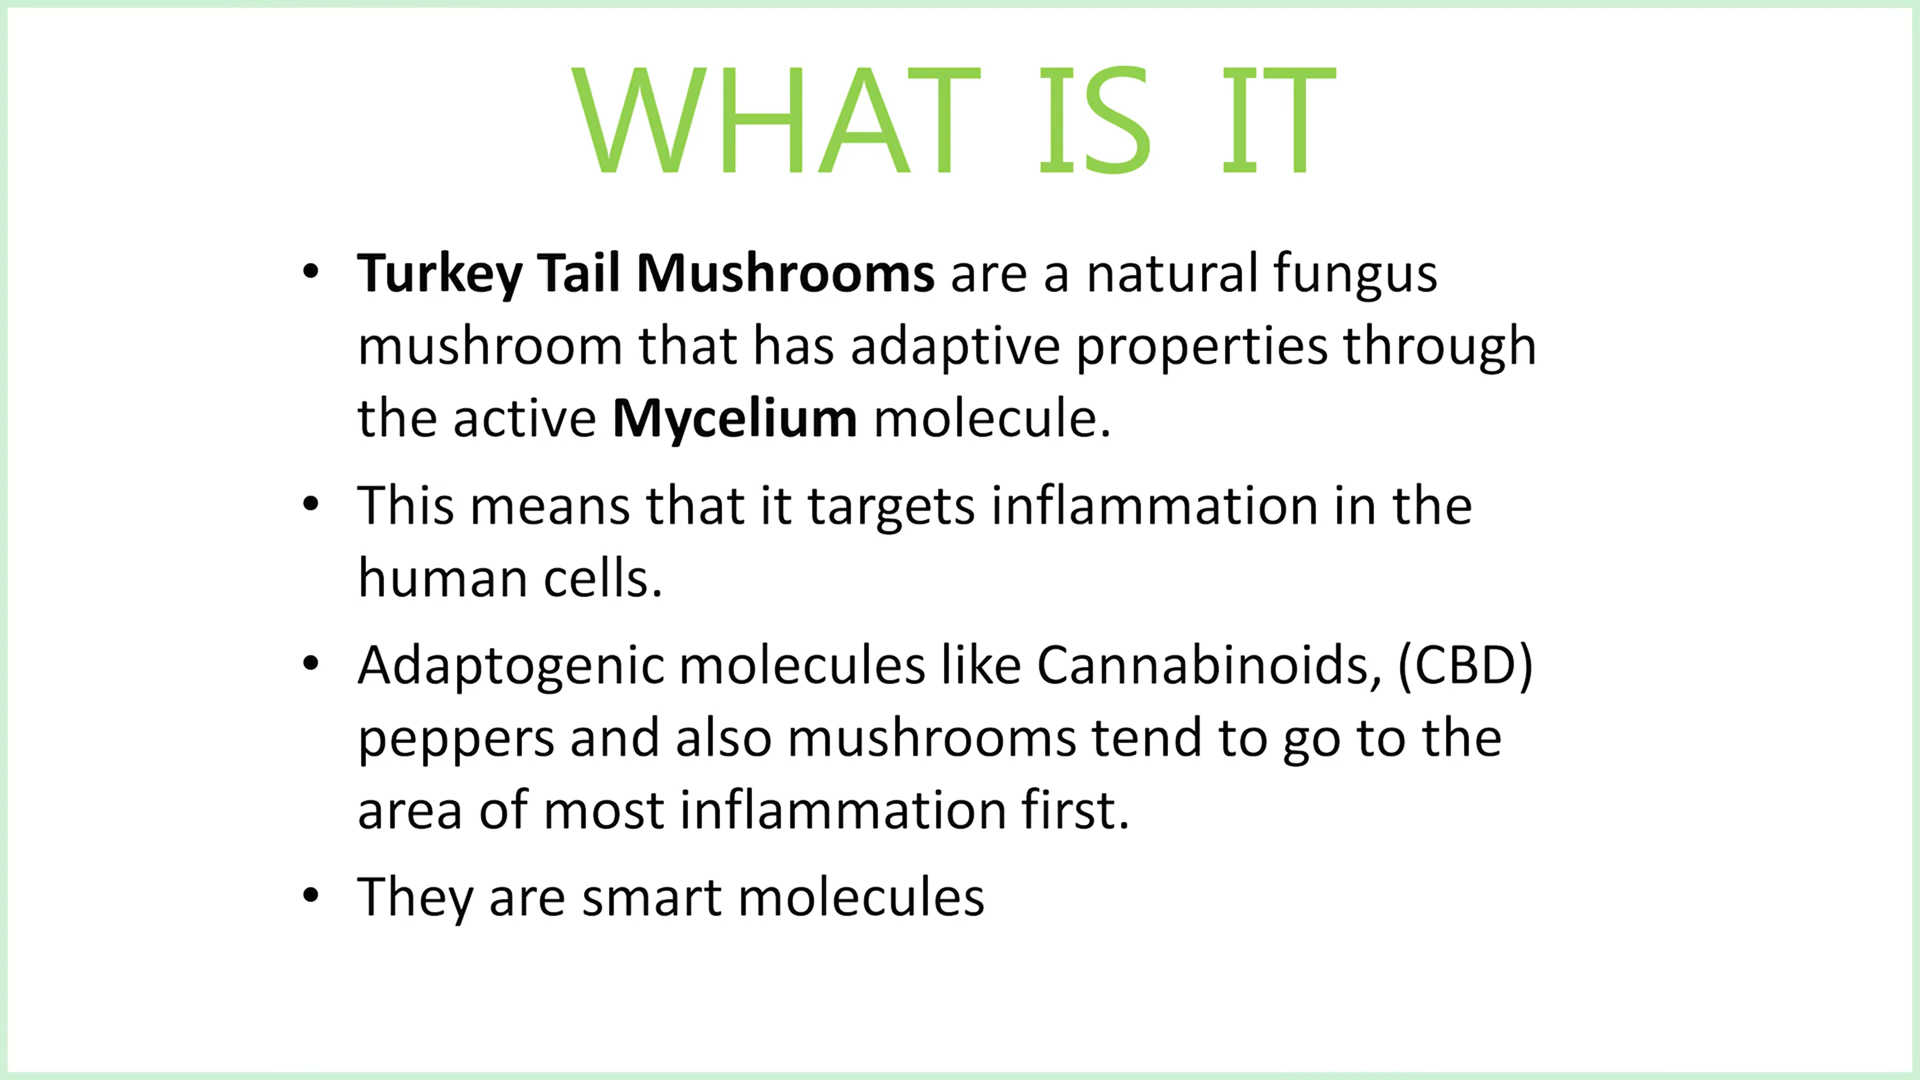 WHAT IS IT
• Turkey Tail Mushrooms are a natural fungus
mushroom that has adaptive properties through
the active Mycelium molecule.
• This means that it targets inflammation in the
human cells.
• Adaptogenic molecules like Cannabinoids, (CBD)
peppers and also mushrooms tend to go to the
area of most inflammation first.
• They are smart molecules